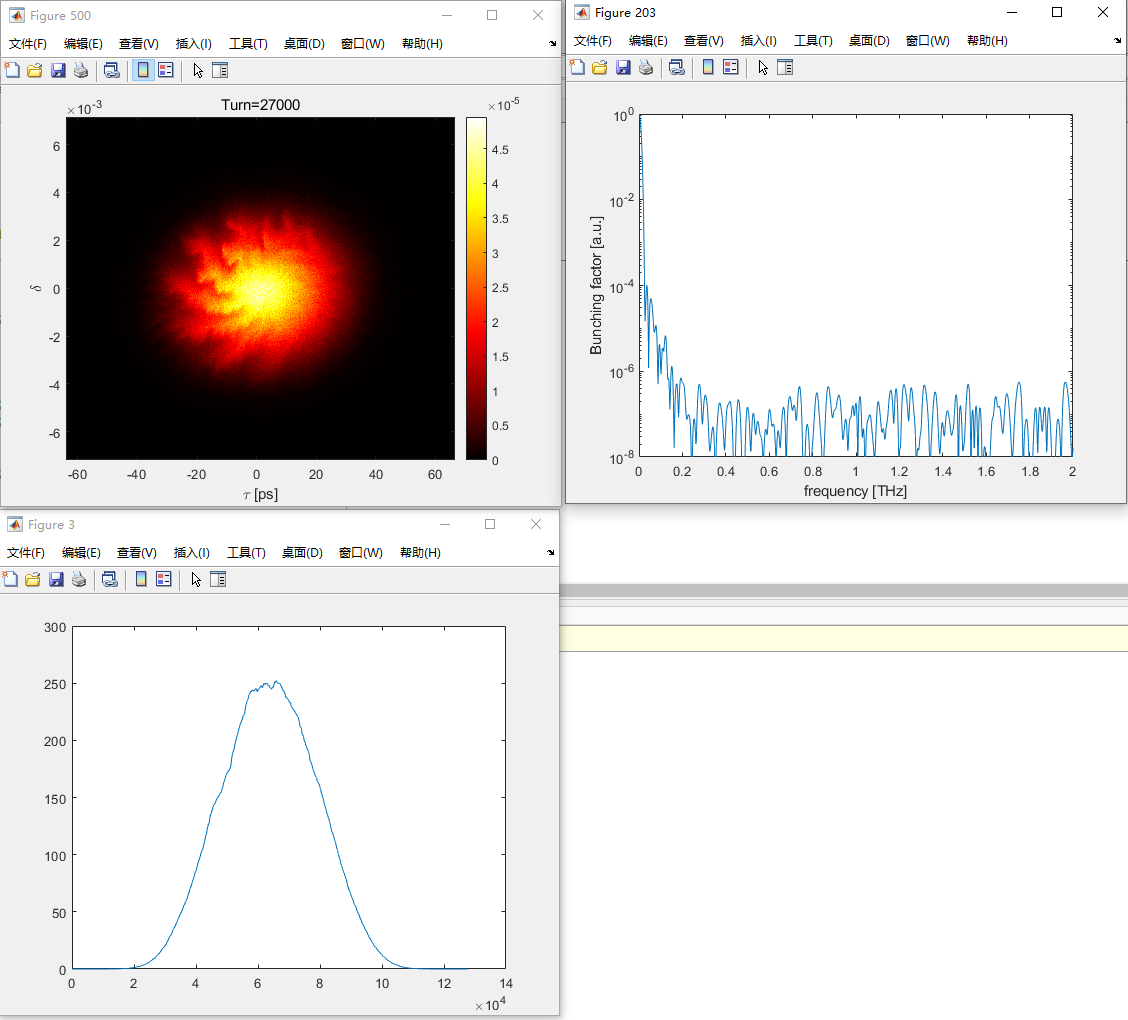 Figure 500
文件(F) 编辑(E) 查看(V) 插入(I) 工具(T) 桌面(D) 窗口(W) 帮助(H)
×10⁻³
Turn=27000
×10⁻⁵
6
4
2
0
-2
-4
-6
δ
-60 -40 -20 0 20 40 60
τ [ps]
4.5
4
3.5
3
2.5
2
1.5
1
0.5
0
Figure 203
文件(F) 编辑(E) 查看(V) 插入(I) 工具(T) 桌面(D) 窗口(W) 帮助(H)
10⁰
10⁻²
10⁻⁴
10⁻⁶
10⁻⁸
Bunching factor [a.u.]
0 0.2 0.4 0.6 0.8 1 1.2 1.4 1.6 1.8 2
frequency [THz]
Figure 3
文件(F) 编辑(E) 查看(V) 插入(I) 工具(T) 桌面(D) 窗口(W) 帮助(H)
300
250
200
150
100
50
0
0 2 4 6 8 10 12 14
×10⁴